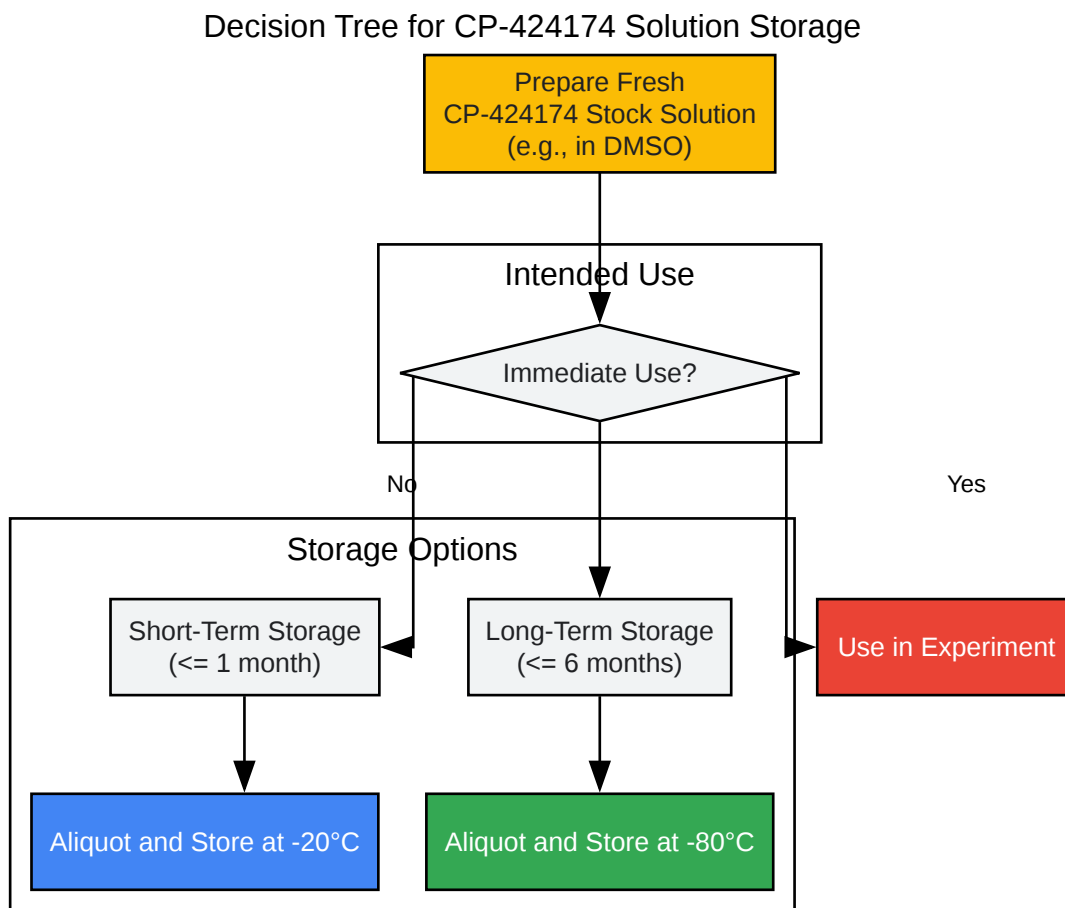 Decision Tree for CP-424174 Solution Storage
Prepare Fresh
CP-424174 Stock Solution
(e.g., in DMSO)
Intended Use
Immediate Use?
No
Yes
Storage Options
Short-Term Storage
(<= 1 month)
Long-Term Storage
(<= 6 months)
Use in Experiment
Aliquot and Store at -20°C
Aliquot and Store at -80°C